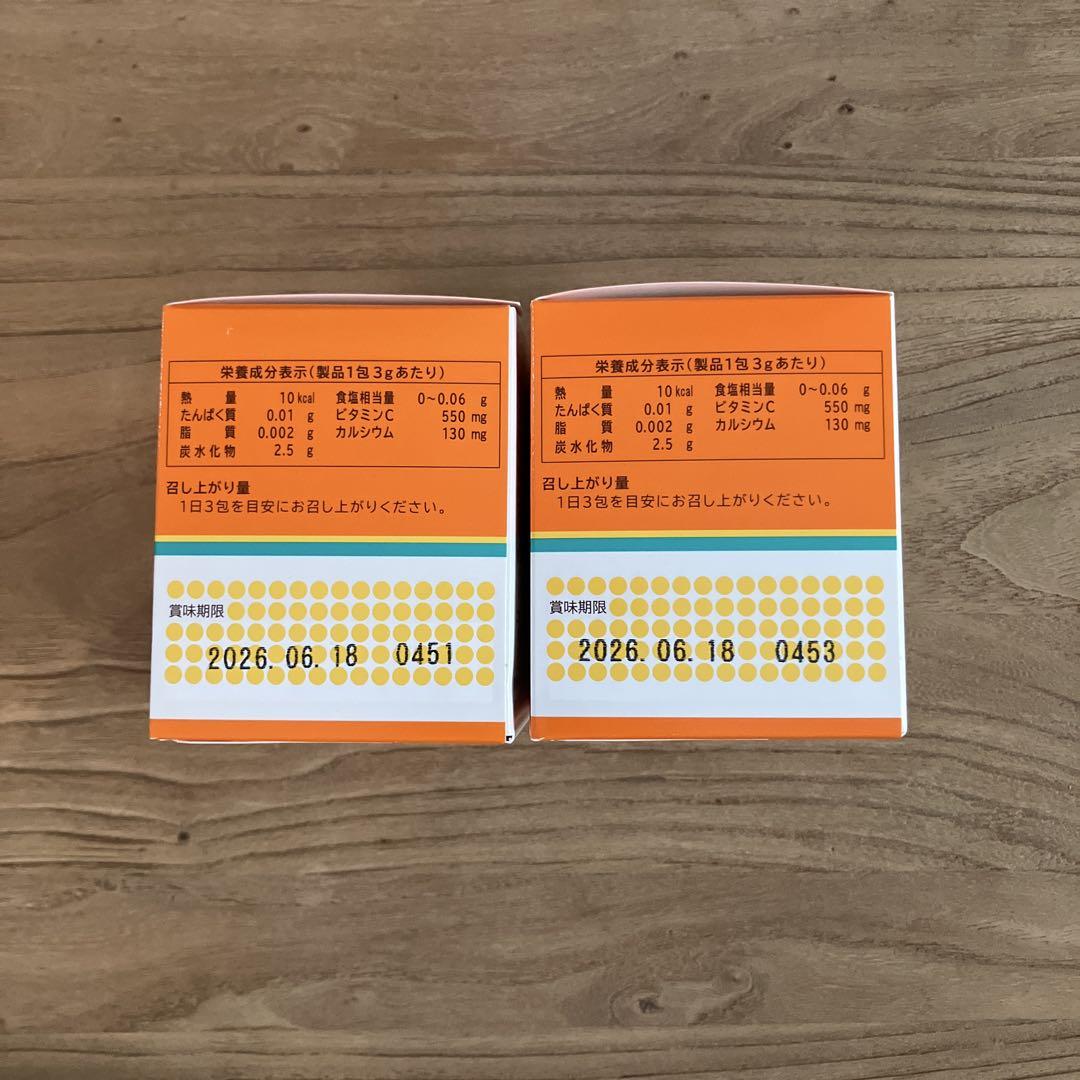 栄養成分表示(製品1包3gあたり)
熱量 10kcal 食塩相当量 0～0.06 g
たんぱく質 0.01 g ビタミンC 550 mg
脂質 0.002 g カルシウム 130 mg
炭水化物 2.5 g
召し上がり量
1日3包を目安にお召し上がりください。
賞味期限
2026.06.18 0451
栄養成分表示(製品1包3gあたり)
熱量 10kcal 食塩相当量 0～0.06 g
たんぱく質 0.01 g ビタミンC 550 mg
脂質 0.002 g カルシウム 130 mg
炭水化物 2.5 g
召し上がり量
1日3包を目安にお召し上がりください。
賞味期限
2026.06.18 0453